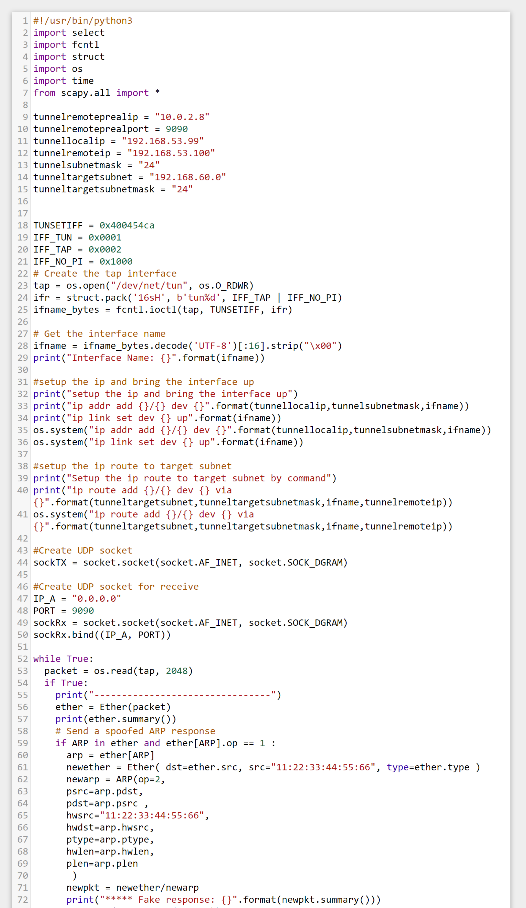 1 #!/usr/bin/python3
2 import select
3 import fcntl
4 import struct
5 import os
6 import time
7 from scapy.all import *
8
9 tunnelremoteprealip = "10.0.2.8"
10 tunnelremoteprealport = 9090
11 tunnellocalip = "192.168.53.99"
12 tunnelremoteip = "192.168.53.100"
13 tunnelsubnetmask = "24"
14 tunneltargetsubnet = "192.168.60.0"
15 tunneltargetsubnetmask = "24"
16
17
18 TUNSETIFF = 0x400454ca
19 IFF_TUN = 0x0001
20 IFF_TAP = 0x0002
21 IFF_NO_PI = 0x1000
22 # Create the tap interface
23 tap = os.open("/dev/net/tun", os.O_RDWR)
24 ifr = struct.pack('16sH', b'tun%d', IFF_TAP | IFF_NO_PI)
25 ifname_bytes = fcntl.ioctl(tap, TUNSETIFF, ifr)
26
27 # Get the interface name
28 ifname = ifname_bytes.decode('UTF-8')[:16].strip("\x00")
29 print("Interface Name: {}".format(ifname))
30
31 #setup the ip and bring the interface up
32 print("setup the ip and bring the interface up")
33 print("ip addr add {}/{} dev {}".format(tunnellocalip,tunnelsubnetmask,ifname))
34 print("ip link set dev {} up".format(ifname))
35 os.system("ip addr add {}/{} dev {}".format(tunnellocalip,tunnelsubnetmask,ifname))
36 os.system("ip link set dev {} up".format(ifname))
37
38 #setup the ip route to target subnet
39 print("Setup the ip route to target subnet by command")
40 print("ip route add {}/{} dev {} via
{}".format(tunneltargetsubnet,tunneltargetsubnetmask,ifname,tunnelremoteip))
41 os.system("ip route add {}/{} dev {} via
{}".format(tunneltargetsubnet,tunneltargetsubnetmask,ifname,tunnelremoteip))
42
43 #Create UDP socket
44 sockTX = socket.socket(socket.AF_INET, socket.SOCK_DGRAM)
45
46 #Create UDP socket for receive
47 IP_A = "0.0.0.0"
48 PORT = 9090
49 sockRx = socket.socket(socket.AF_INET, socket.SOCK_DGRAM)
50 sockRx.bind((IP_A, PORT))
51
52 while True:
53 packet = os.read(tap, 2048)
54 if True:
55 print("--------------------------------")
56 ether = Ether(packet)
57 print(ether.summary())
58 # Send a spoofed ARP response
59 if ARP in ether and ether[ARP].op == 1 :
60 arp = ether[ARP]
61 newether = Ether( dst=ether.src, src="11:22:33:44:55:66", type=ether.type )
62 newarp = ARP(op=2,
63 psrc=arp.pdst,
64 pdst=arp.psrc ,
65 hwsrc="11:22:33:44:55:66",
66 hwdst=arp.hwsrc,
67 ptype=arp.ptype,
68 hwlen=arp.hwlen,
69 plen=arp.plen
70 )
71 newpkt = newether/newarp
72 print("***** Fake response: {}".format(newpkt.summary()))